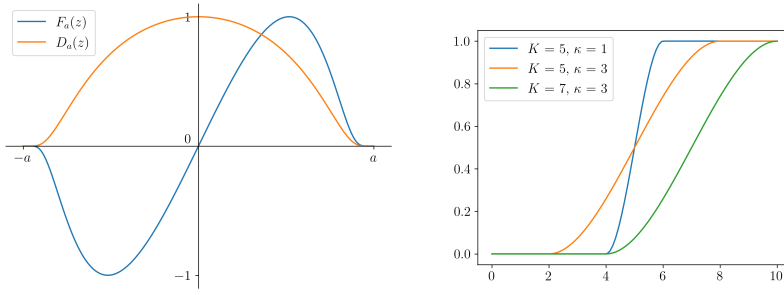 F_a(z)
D_a(z)
1
0
−a
a
−1
K = 5, κ = 1
K = 5, κ = 3
K = 7, κ = 3
1.0
0.8
0.6
0.4
0.2
0.0
0 2 4 6 8 10